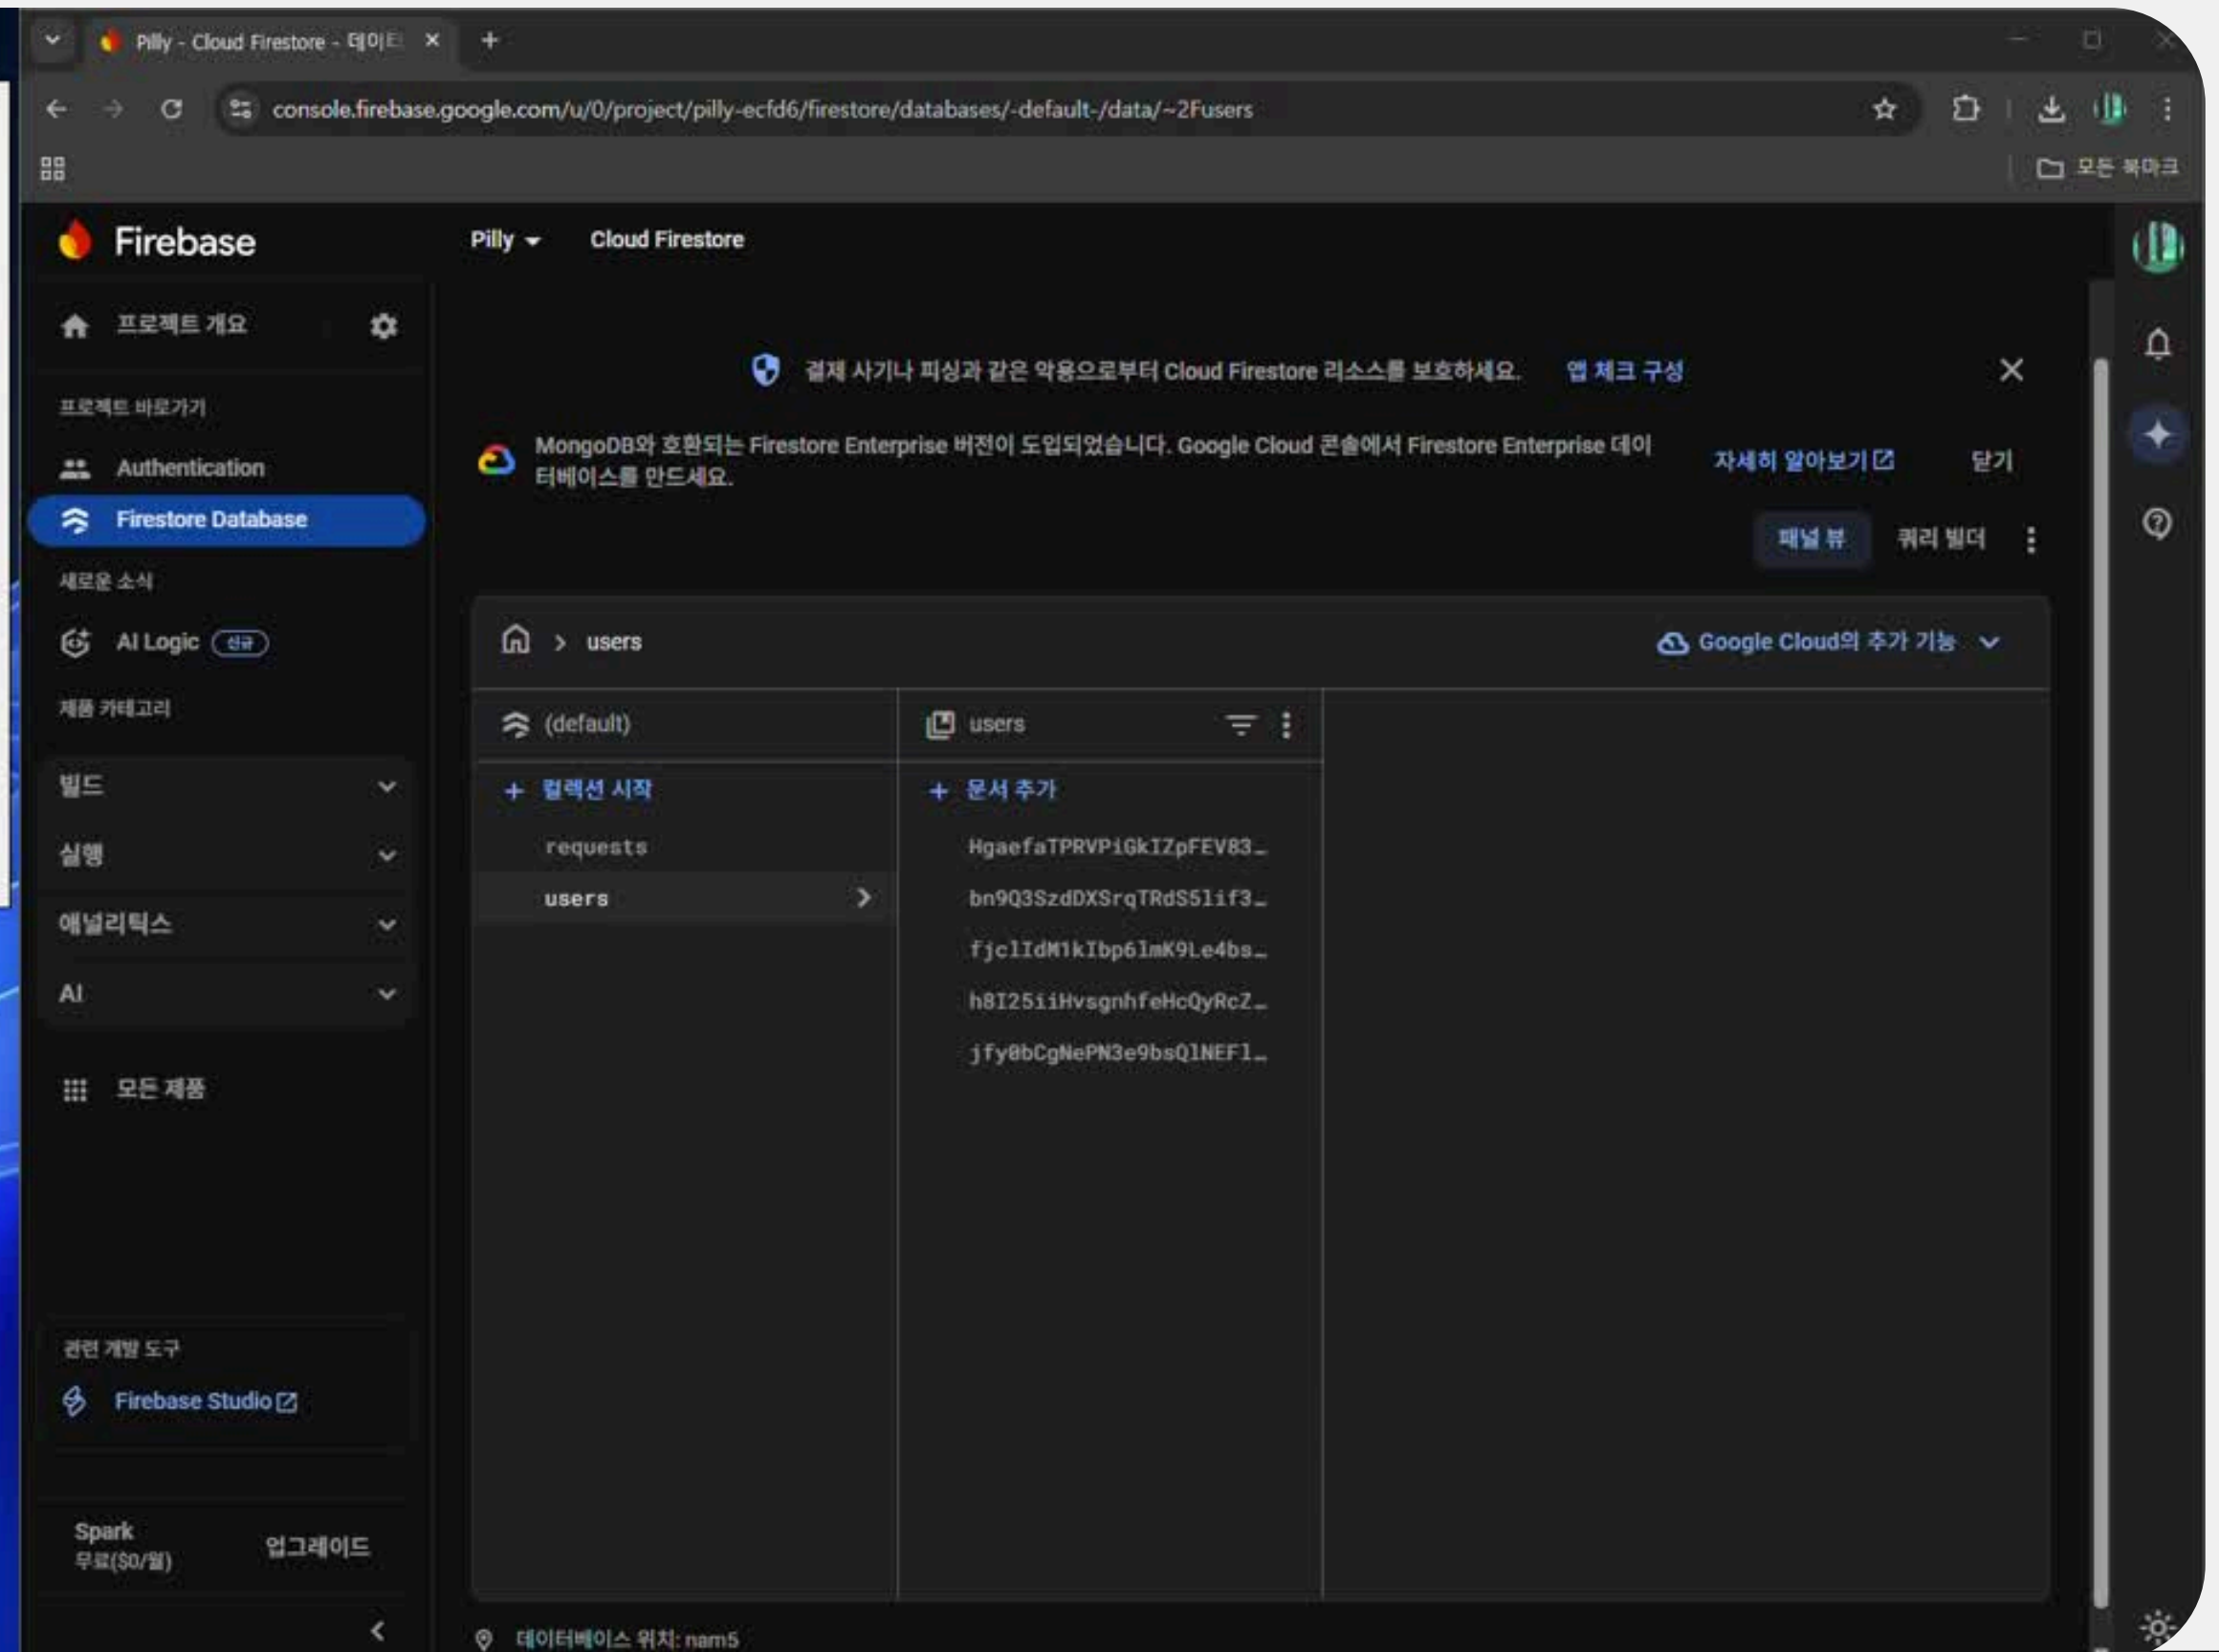 Pilly - Cloud Firestore - 데이터
console.firebase.google.com/u/0/project/pilly-ecfd6/firestore/databases/-default-/data/~2Fusers
모든 북마크
Firebase
Pilly
Cloud Firestore
프로젝트 개요
결제 사기나 피싱과 같은 악용으로부터 Cloud Firestore 리소스를 보호하세요.
앱 체크 구성
프로젝트 바로가기
MongoDB와 호환되는 Firestore Enterprise 버전이 도입되었습니다. Google Cloud 콘솔에서 Firestore Enterprise 데이
터베이스를 만드세요.
자세히 알아보기
닫기
Authentication
Firestore Database
패널 뷰
쿼리 빌더
새로운 소식
AI Logic 신규
users
Google Cloud의 추가 기능
제품 카테고리
(default)
users
빌드
+ 컬렉션 시작
+ 문서 추가
실행
requests
HgaefaTPRVPiGkIZpFEV83…
users
bn9Q3SzdDXSrqTRdS5lif3…
애널리틱스
fjclIdM1kIbp6lmK9Le4bs…
AI
h8I25iiHvsgnhfeHcQyRcZ…
jfy0bCgNePN3e9bsQlNEFl…
모든 제품
관련 개발 도구
Firebase Studio
Spark
무료($0/월)
업그레이드
데이터베이스 위치: nam5